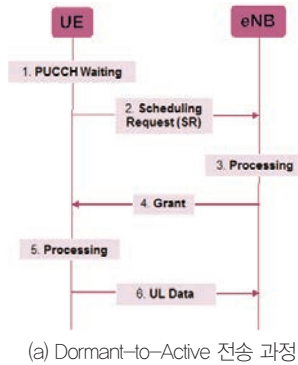 UE
eNB
1. PUCCH Waiting
2. Scheduling
Request (SR)
3. Processing
4. Grant
5. Processing
6. UL Data
(a) Dormant-to-Active 전송 과정